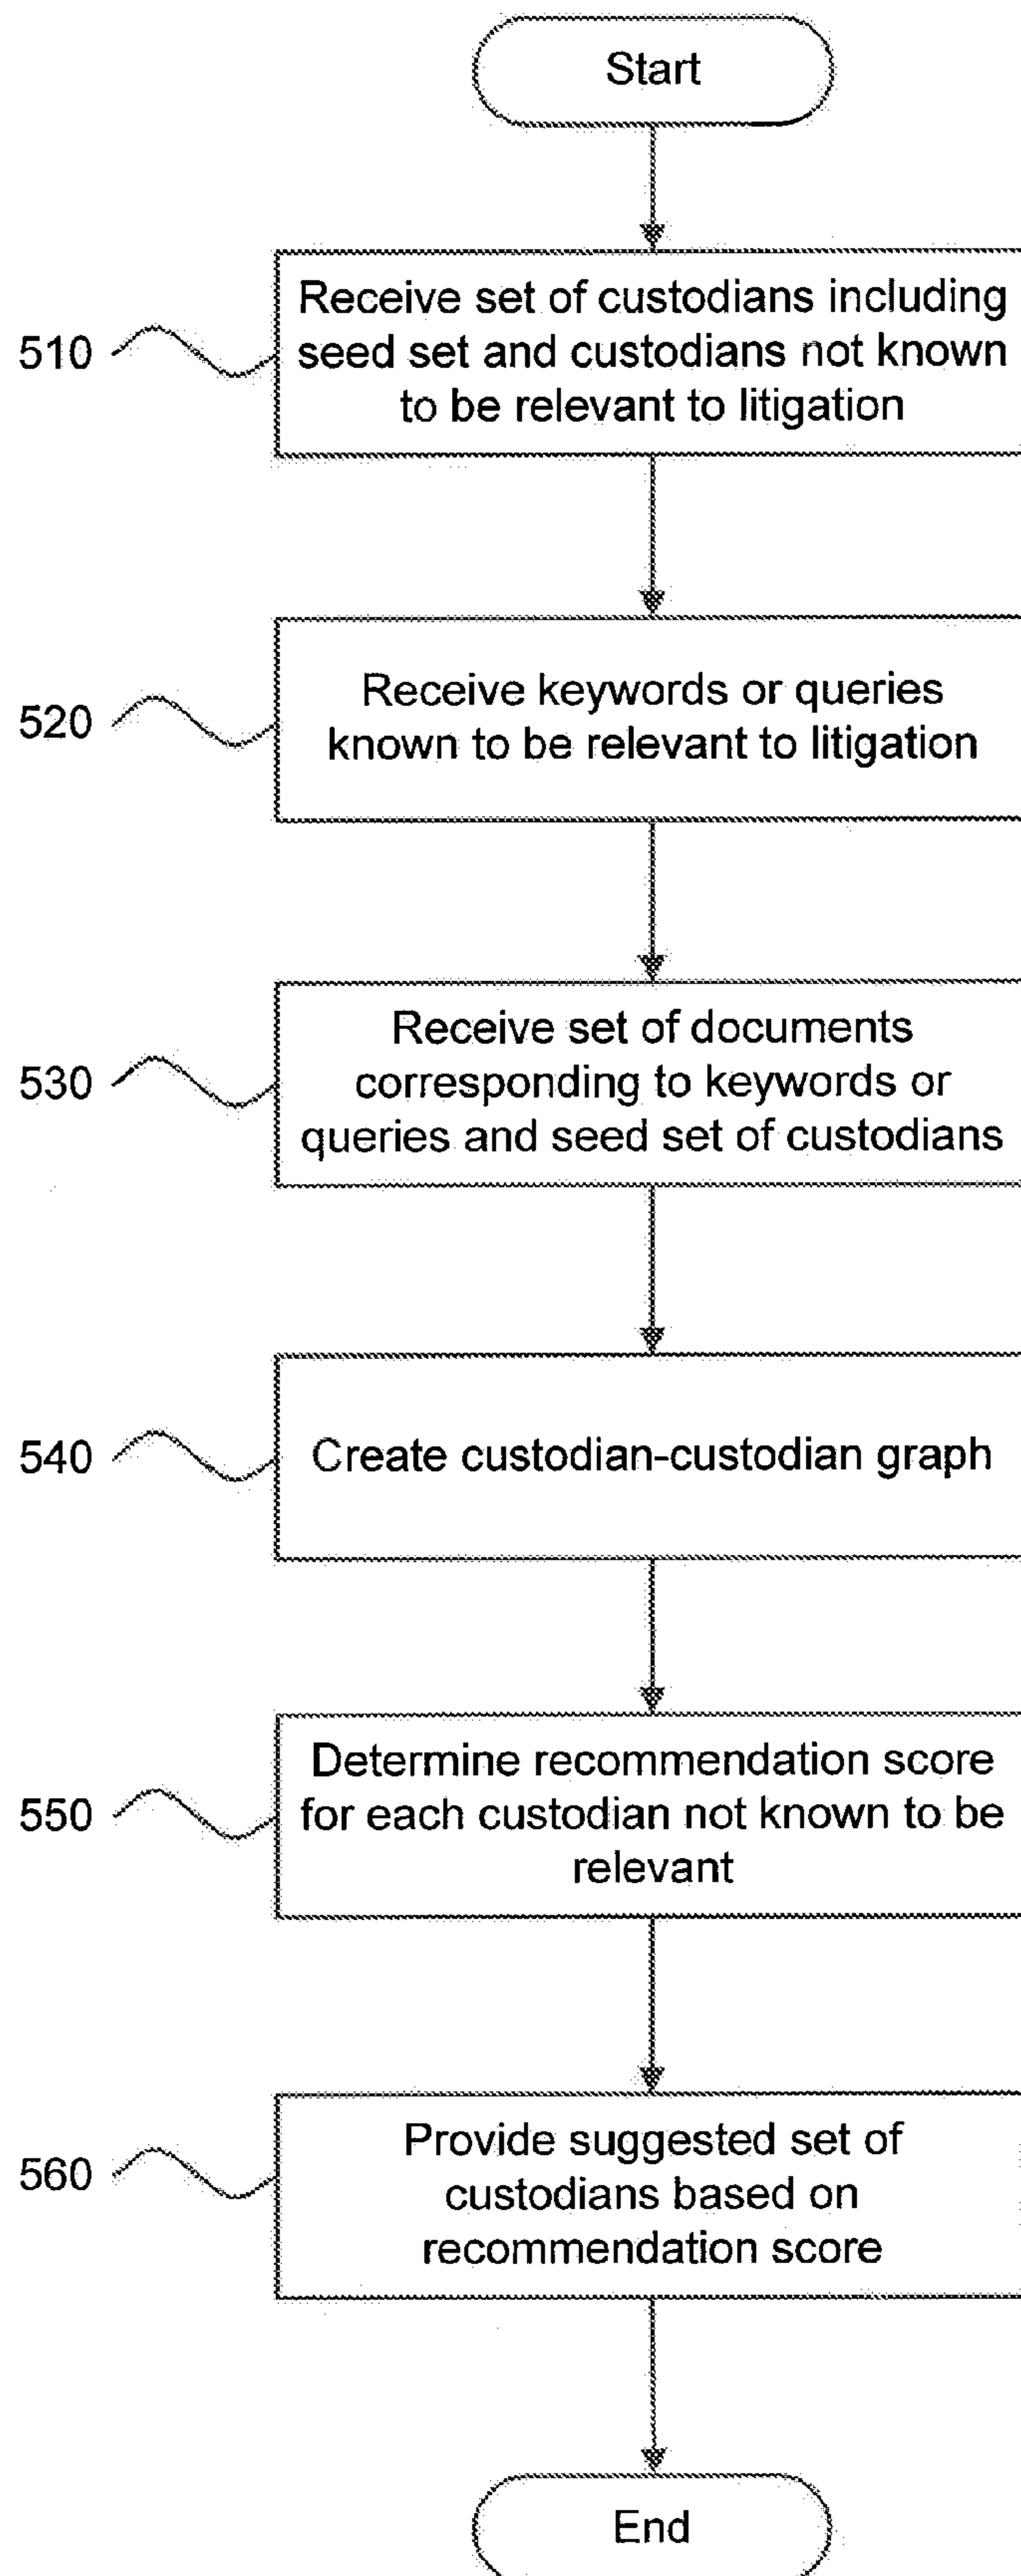 Start
510
Receive set of custodians including
seed set and custodians not known
to be relevant to litigation
520
Receive keywords or queries
known to be relevant to litigation
530
Receive set of documents
corresponding to keywords or
queries and seed set of custodians
540
Create custodian-custodian graph
550
Determine recommendation score
for each custodian not known to be
relevant
560
Provide suggested set of
custodians based on
recommendation score
End